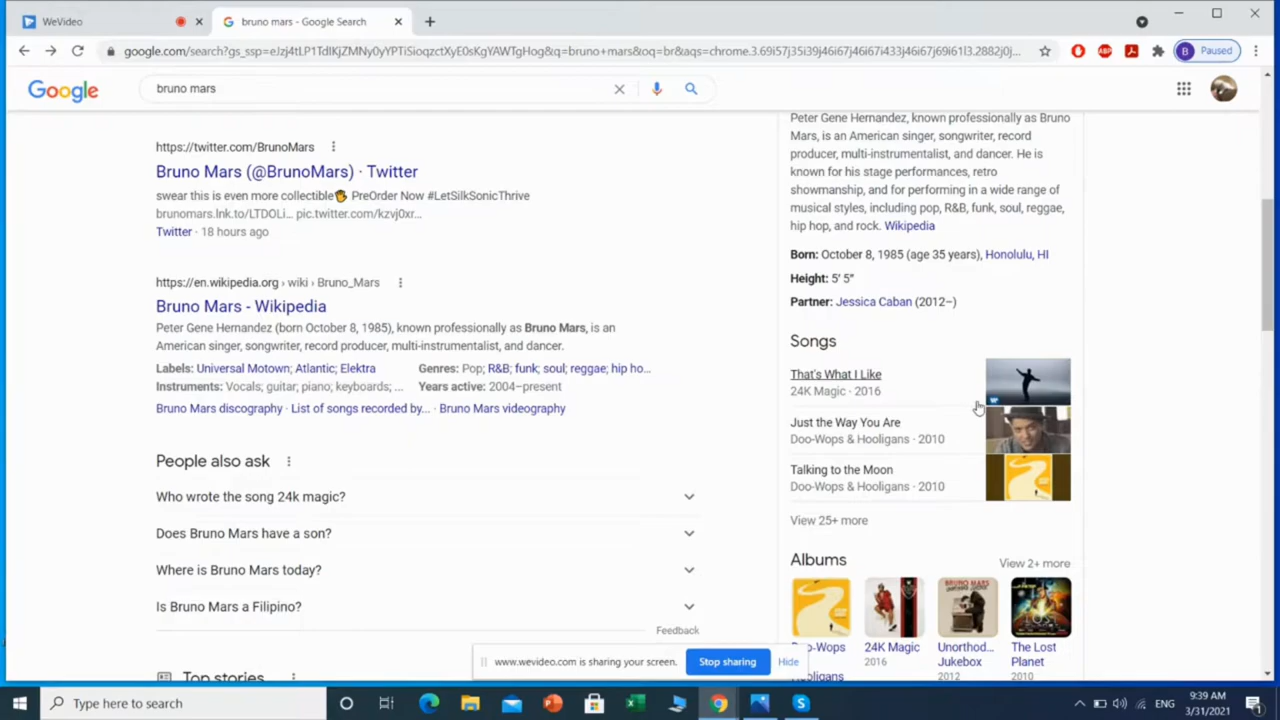 WeVideo
bruno mars - Google Search
google.com/search?gs_ssp=eJzj4tLP1TdIKjZMNy0yYPTiSioqzctXyE0sKgYAWTgHog&q=bruno+mars&oq=br&aqs=chrome.3.69i57j35i39j46i67j46i67i433j46i67j69i61l3.2882j0j...
ABP
B
Paused
Google
bruno mars
https://twitter.com/BrunoMars
Bruno Mars (@BrunoMars) · Twitter
swear this is even more collectible PreOrder Now #LetSilkSonicThrive
brunomars.lnk.to/LTDOLi... pic.twitter.com/kzvj0xr...
Twitter · 18 hours ago
https://en.wikipedia.org › wiki › Bruno_Mars
Bruno Mars - Wikipedia
Peter Gene Hernandez (born October 8, 1985), known professionally as Bruno Mars, is an
American singer, songwriter, record producer, multi-instrumentalist, and dancer.
Labels: Universal Motown; Atlantic; Elektra
Genres: Pop; R&B; funk; soul; reggae; hip ho...
Instruments: Vocals; guitar; piano; keyboards; ...
Years active: 2004–present
Bruno Mars discography · List of songs recorded by... · Bruno Mars videography
People also ask
Who wrote the song 24k magic?
Does Bruno Mars have a son?
Where is Bruno Mars today?
Is Bruno Mars a Filipino?
Feedback
Top stories
Peter Gene Hernandez, known professionally as Bruno
Mars, is an American singer, songwriter, record
producer, multi-instrumentalist, and dancer. He is
known for his stage performances, retro
showmanship, and for performing in a wide range of
musical styles, including pop, R&B, funk, soul, reggae,
hip hop, and rock. Wikipedia
Born: October 8, 1985 (age 35 years), Honolulu, HI
Height: 5′ 5″
Partner: Jessica Caban (2012–)
Songs
That's What I Like
24K Magic · 2016
Just the Way You Are
Doo-Wops & Hooligans · 2010
Talking to the Moon
Doo-Wops & Hooligans · 2010
View 25+ more
Albums
View 2+ more
BRUNO MARS
LOST
o-Wops
Hooligans
24K Magic
2016
Unorthod...
Jukebox
2012
The Lost
Planet
2010
www.wevideo.com is sharing your screen.
Stop sharing
Hide
Type here to search
ENG
9:39 AM
3/31/2021
1